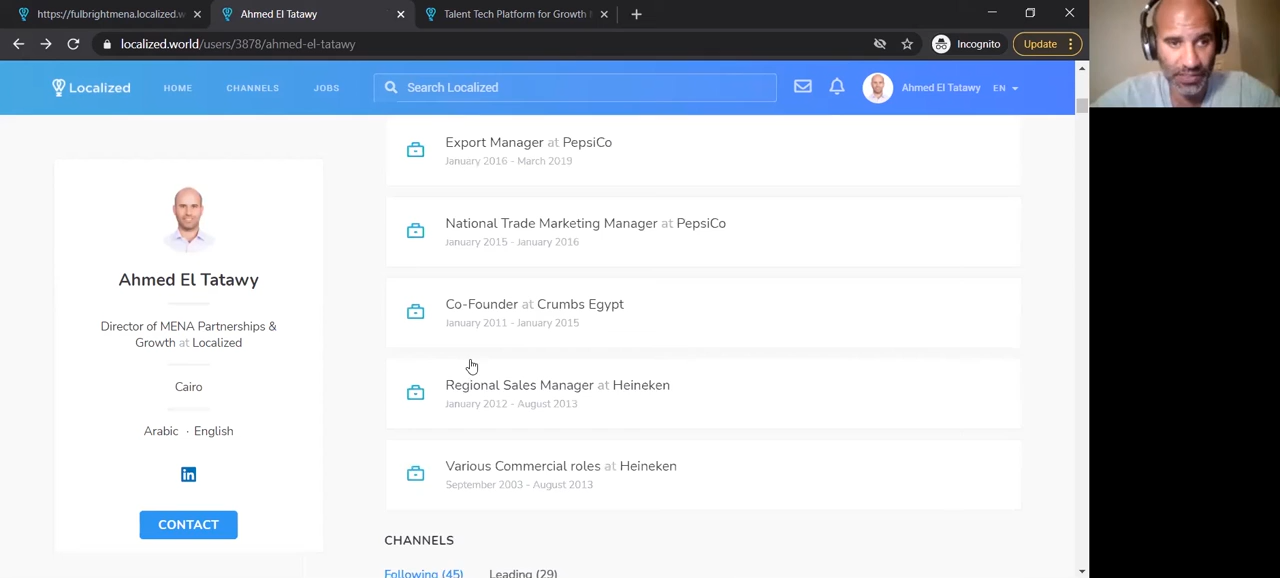 https://fulbrightmena.localized.w
Ahmed El Tatawy
Talent Tech Platform for Growth
localized.world/users/3878/ahmed-el-tatawy
Incognito
Update
Localized
HOME
CHANNELS
JOBS
Search Localized
Ahmed El Tatawy
EN
Ahmed El Tatawy
Director of MENA Partnerships &
Growth at Localized
Cairo
Arabic · English
in
CONTACT
Export Manager at PepsiCo
January 2016 - March 2019
National Trade Marketing Manager at PepsiCo
January 2015 - January 2016
Co-Founder at Crumbs Egypt
January 2011 - January 2015
Regional Sales Manager at Heineken
January 2012 - August 2013
Various Commercial roles at Heineken
September 2003 - August 2013
CHANNELS
Following (45)
Leading (29)